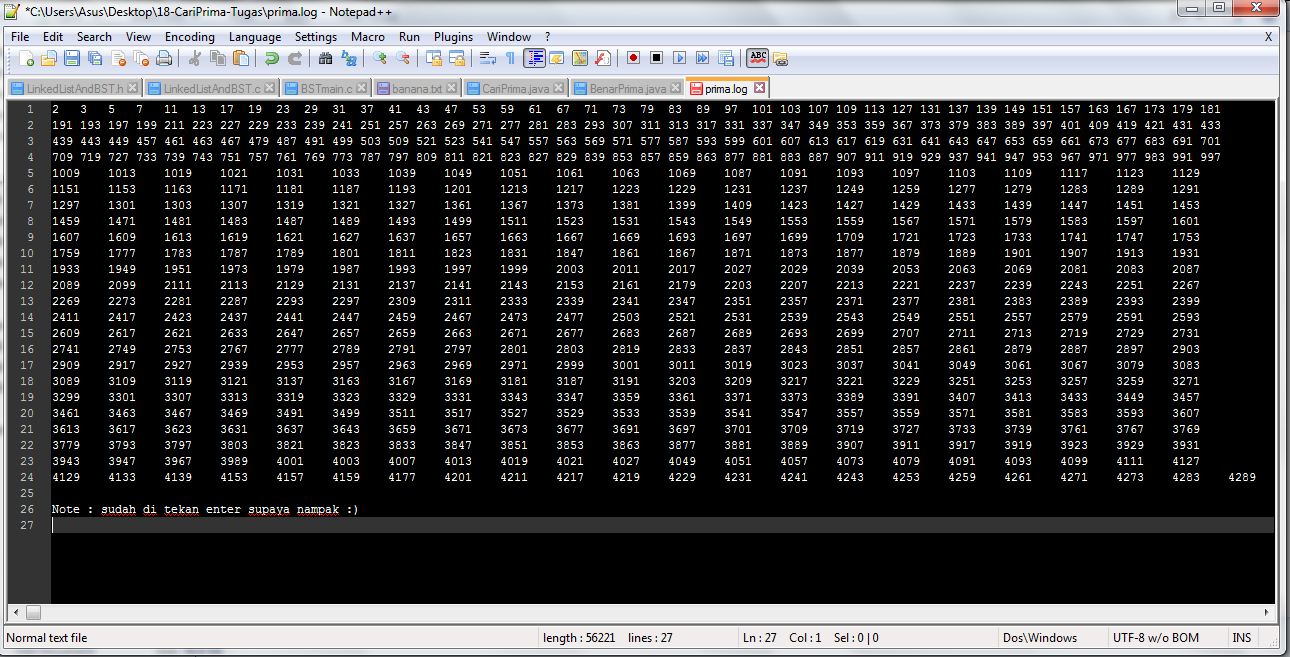 *C:\Users\Asus\Desktop\18-CariPrima-Tugas\prima.log - Notepad++
File Edit Search View Encoding Language Settings Macro Run Plugins Window ? X
LinkedListAndBST.h LinkedListAndBST.c BSTmain.c banana.txt CariPrima.java BenarPrima.java prima.log
1 2 3 5 7 11 13 17 19 23 29 31 37 41 43 47 53 59 61 67 71 73 79 83 89 97 101 103 107 109 113 127 131 137 139 149 151 157 163 167 173 179 181
2 191 193 197 199 211 223 227 229 233 239 241 251 257 263 269 271 277 281 283 293 307 311 313 317 331 337 347 349 353 359 367 373 379 383 389 397 401 409 419 421 431 433
3 439 443 449 457 461 463 467 479 487 491 499 503 509 521 523 541 547 557 563 569 571 577 587 593 599 601 607 613 617 619 631 641 643 647 653 659 661 673 677 683 691 701
4 709 719 727 733 739 743 751 757 761 769 773 787 797 809 811 821 823 827 829 839 853 857 859 863 877 881 883 887 907 911 919 929 937 941 947 953 967 971 977 983 991 997
5 1009 1013 1019 1021 1031 1033 1039 1049 1051 1061 1063 1069 1087 1091 1093 1097 1103 1109 1117 1123 1129
6 1151 1153 1163 1171 1181 1187 1193 1201 1213 1217 1223 1229 1231 1237 1249 1259 1277 1279 1283 1289 1291
7 1297 1301 1303 1307 1319 1321 1327 1361 1367 1373 1381 1399 1409 1423 1427 1429 1433 1439 1447 1451 1453
8 1459 1471 1481 1483 1487 1489 1493 1499 1511 1523 1531 1543 1549 1553 1559 1567 1571 1579 1583 1597 1601
9 1607 1609 1613 1619 1621 1627 1637 1657 1663 1667 1669 1693 1697 1699 1709 1721 1723 1733 1741 1747 1753
10 1759 1777 1783 1787 1789 1801 1811 1823 1831 1847 1861 1867 1871 1873 1877 1879 1889 1901 1907 1913 1931
11 1933 1949 1951 1973 1979 1987 1993 1997 1999 2003 2011 2017 2027 2029 2039 2053 2063 2069 2081 2083 2087
12 2089 2099 2111 2113 2129 2131 2137 2141 2143 2153 2161 2179 2203 2207 2213 2221 2237 2239 2243 2251 2267
13 2269 2273 2281 2287 2293 2297 2309 2311 2333 2339 2341 2347 2351 2357 2371 2377 2381 2383 2389 2393 2399
14 2411 2417 2423 2437 2441 2447 2459 2467 2473 2477 2503 2521 2531 2539 2543 2549 2551 2557 2579 2591 2593
15 2609 2617 2621 2633 2647 2657 2659 2663 2671 2677 2683 2687 2689 2693 2699 2707 2711 2713 2719 2729 2731
16 2741 2749 2753 2767 2777 2789 2791 2797 2801 2803 2819 2833 2837 2843 2851 2857 2861 2879 2887 2897 2903
17 2909 2917 2927 2939 2953 2957 2963 2969 2971 2999 3001 3011 3019 3023 3037 3041 3049 3061 3067 3079 3083
18 3089 3109 3119 3121 3137 3163 3167 3169 3181 3187 3191 3203 3209 3217 3221 3229 3251 3253 3257 3259 3271
19 3299 3301 3307 3313 3319 3323 3329 3331 3343 3347 3359 3361 3371 3373 3389 3391 3407 3413 3433 3449 3457
20 3461 3463 3467 3469 3491 3499 3511 3517 3527 3529 3533 3539 3541 3547 3557 3559 3571 3581 3583 3593 3607
21 3613 3617 3623 3631 3637 3643 3659 3671 3673 3677 3691 3697 3701 3709 3719 3727 3733 3739 3761 3767 3769
22 3779 3793 3797 3803 3821 3823 3833 3847 3851 3853 3863 3877 3881 3889 3907 3911 3917 3919 3923 3929 3931
23 3943 3947 3967 3989 4001 4003 4007 4013 4019 4021 4027 4049 4051 4057 4073 4079 4091 4093 4099 4111 4127
24 4129 4133 4139 4153 4157 4159 4177 4201 4211 4217 4219 4229 4231 4241 4243 4253 4259 4261 4271 4273 4283 4289
25
26 Note : sudah di tekan enter supaya nampak :)
27
Normal text file length : 56221 lines : 27 Ln : 27 Col : 1 Sel : 0 | 0 Dos\Windows UTF-8 w/o BOM INS